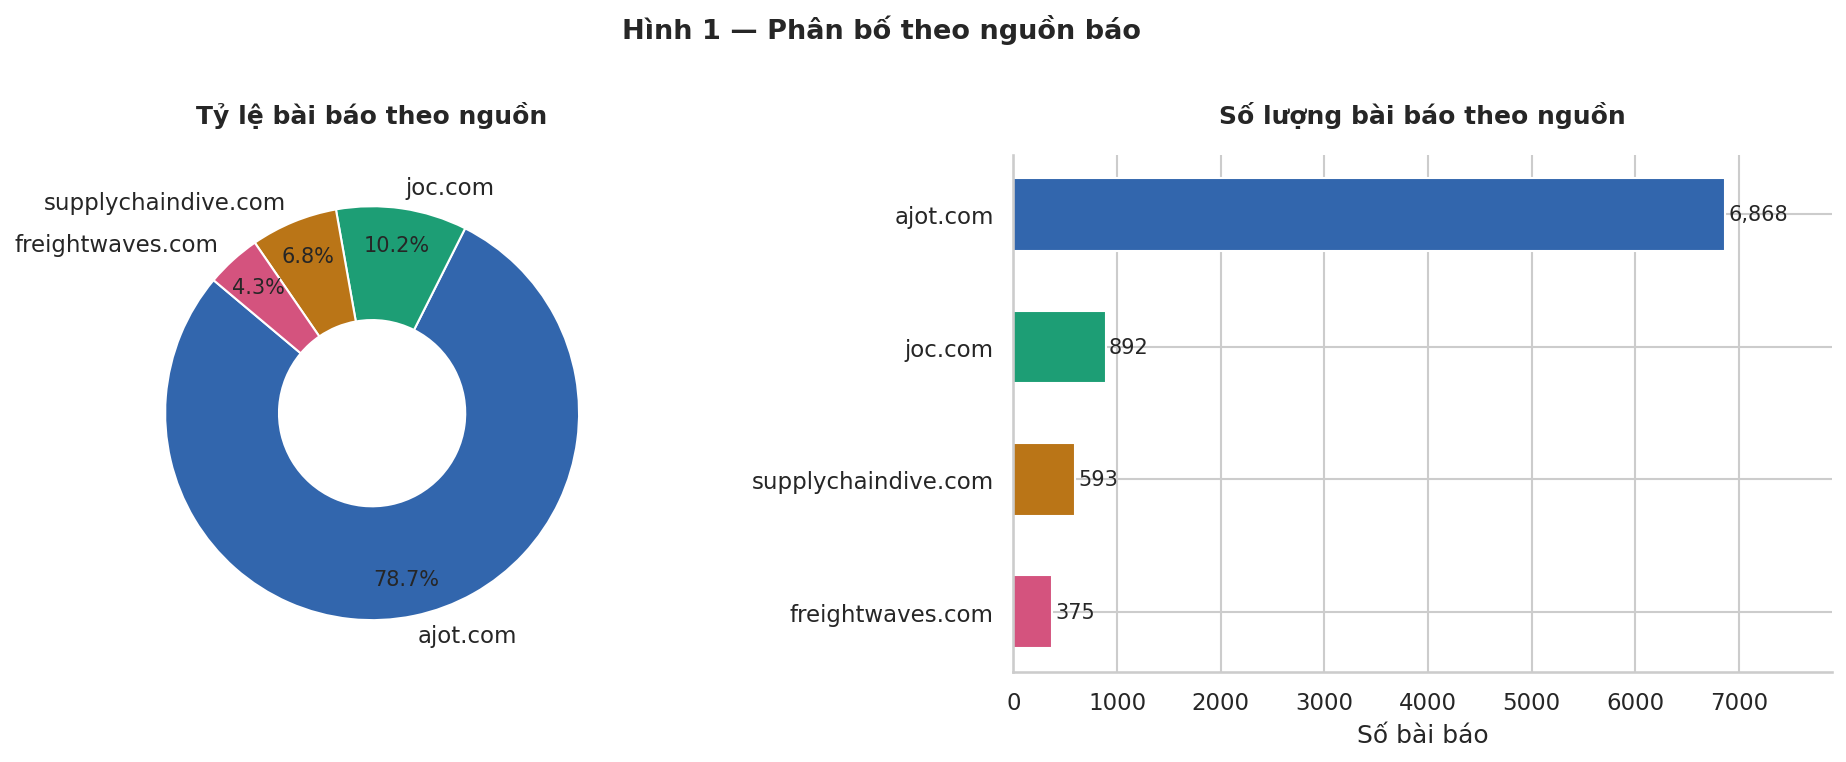 Hình 1 — Phân bố theo nguồn báo
Tỷ lệ bài báo theo nguồn
joc.com
supplychaindive.com
freightwaves.com
10.2%
6.8%
4.3%
78.7%
ajot.com
Số lượng bài báo theo nguồn
ajot.com
6,868
joc.com
892
supplychaindive.com
593
freightwaves.com
375
0 1000 2000 3000 4000 5000 6000 7000
Số bài báo